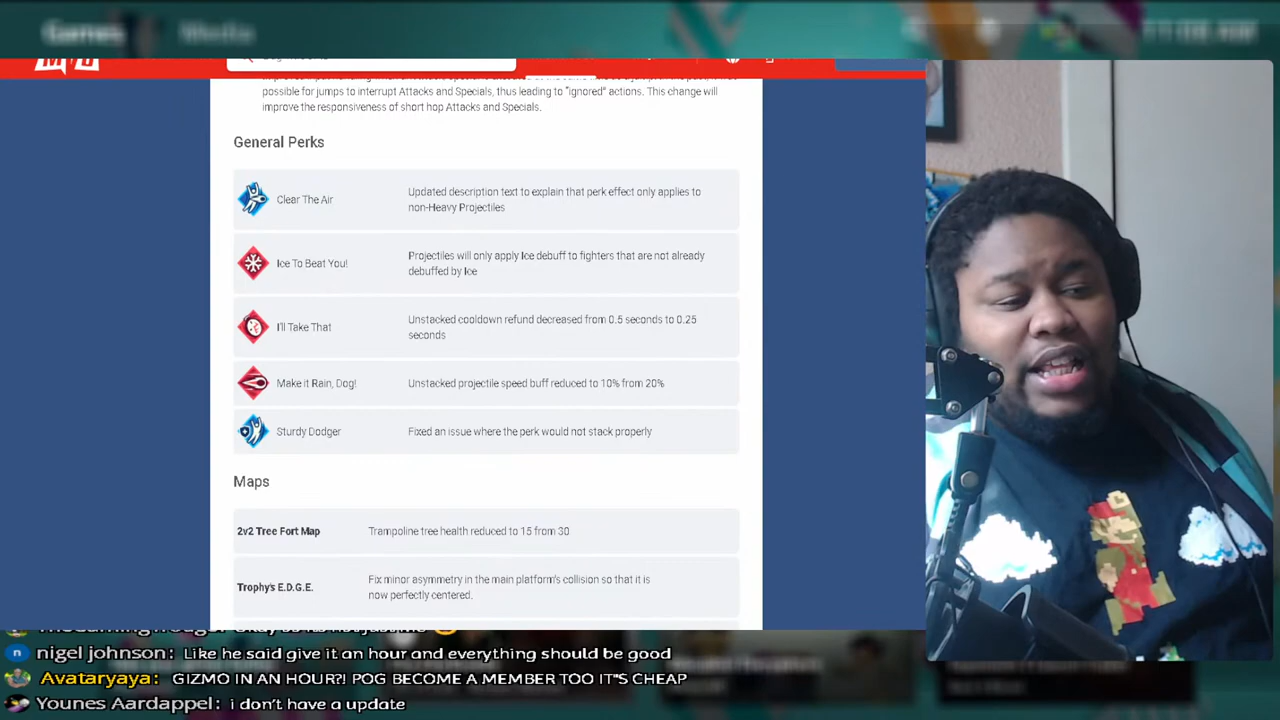 Games
Media
11:08 AM
possible for jumps to interrupt Attacks and Specials, thus leading to "ignored" actions. This change will
improve the responsiveness of short hop Attacks and Specials.
General Perks
Clear The Air
Updated description text to explain that perk effect only applies to
non-Heavy Projectiles
Ice To Beat You!
Projectiles will only apply Ice debuff to fighters that are not already
debuffed by Ice
I'll Take That
Unstacked cooldown refund decreased from 0.5 seconds to 0.25
seconds
Make it Rain, Dog!
Unstacked projectile speed buff reduced to 10% from 20%
Sturdy Dodger
Fixed an issue where the perk would not stack properly
Maps
2v2 Tree Fort Map
Trampoline tree health reduced to 15 from 30
Trophy's E.D.G.E.
Fix minor asymmetry in the main platform's collision so that it is
now perfectly centered.
nigel johnson: Like he said give it an hour and everything should be good
Avataryaya: GIZMO IN AN HOUR?! POG BECOME A MEMBER TOO IT'S CHEAP
Younes Aardappel: i don't have a update